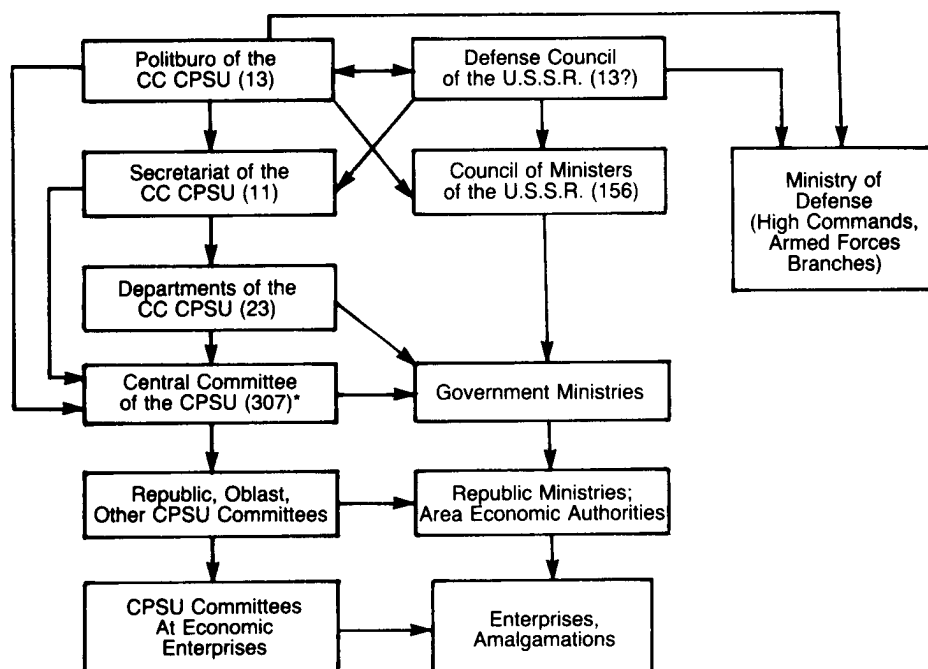 Politburo of the
CC CPSU (13)
Defense Council
of the U.S.S.R. (13?)
Secretariat of the
CC CPSU (11)
Council of Ministers
of the U.S.S.R. (156)
Ministry of
Defense
(High Commands,
Armed Forces
Branches)
Departments of the
CC CPSU (23)
Central Committee
of the CPSU (307)*
Government Ministries
Republic, Oblast,
Other CPSU Committees
Republic Ministries;
Area Economic Authorities
CPSU Committees
At Economic
Enterprises
Enterprises,
Amalgamations